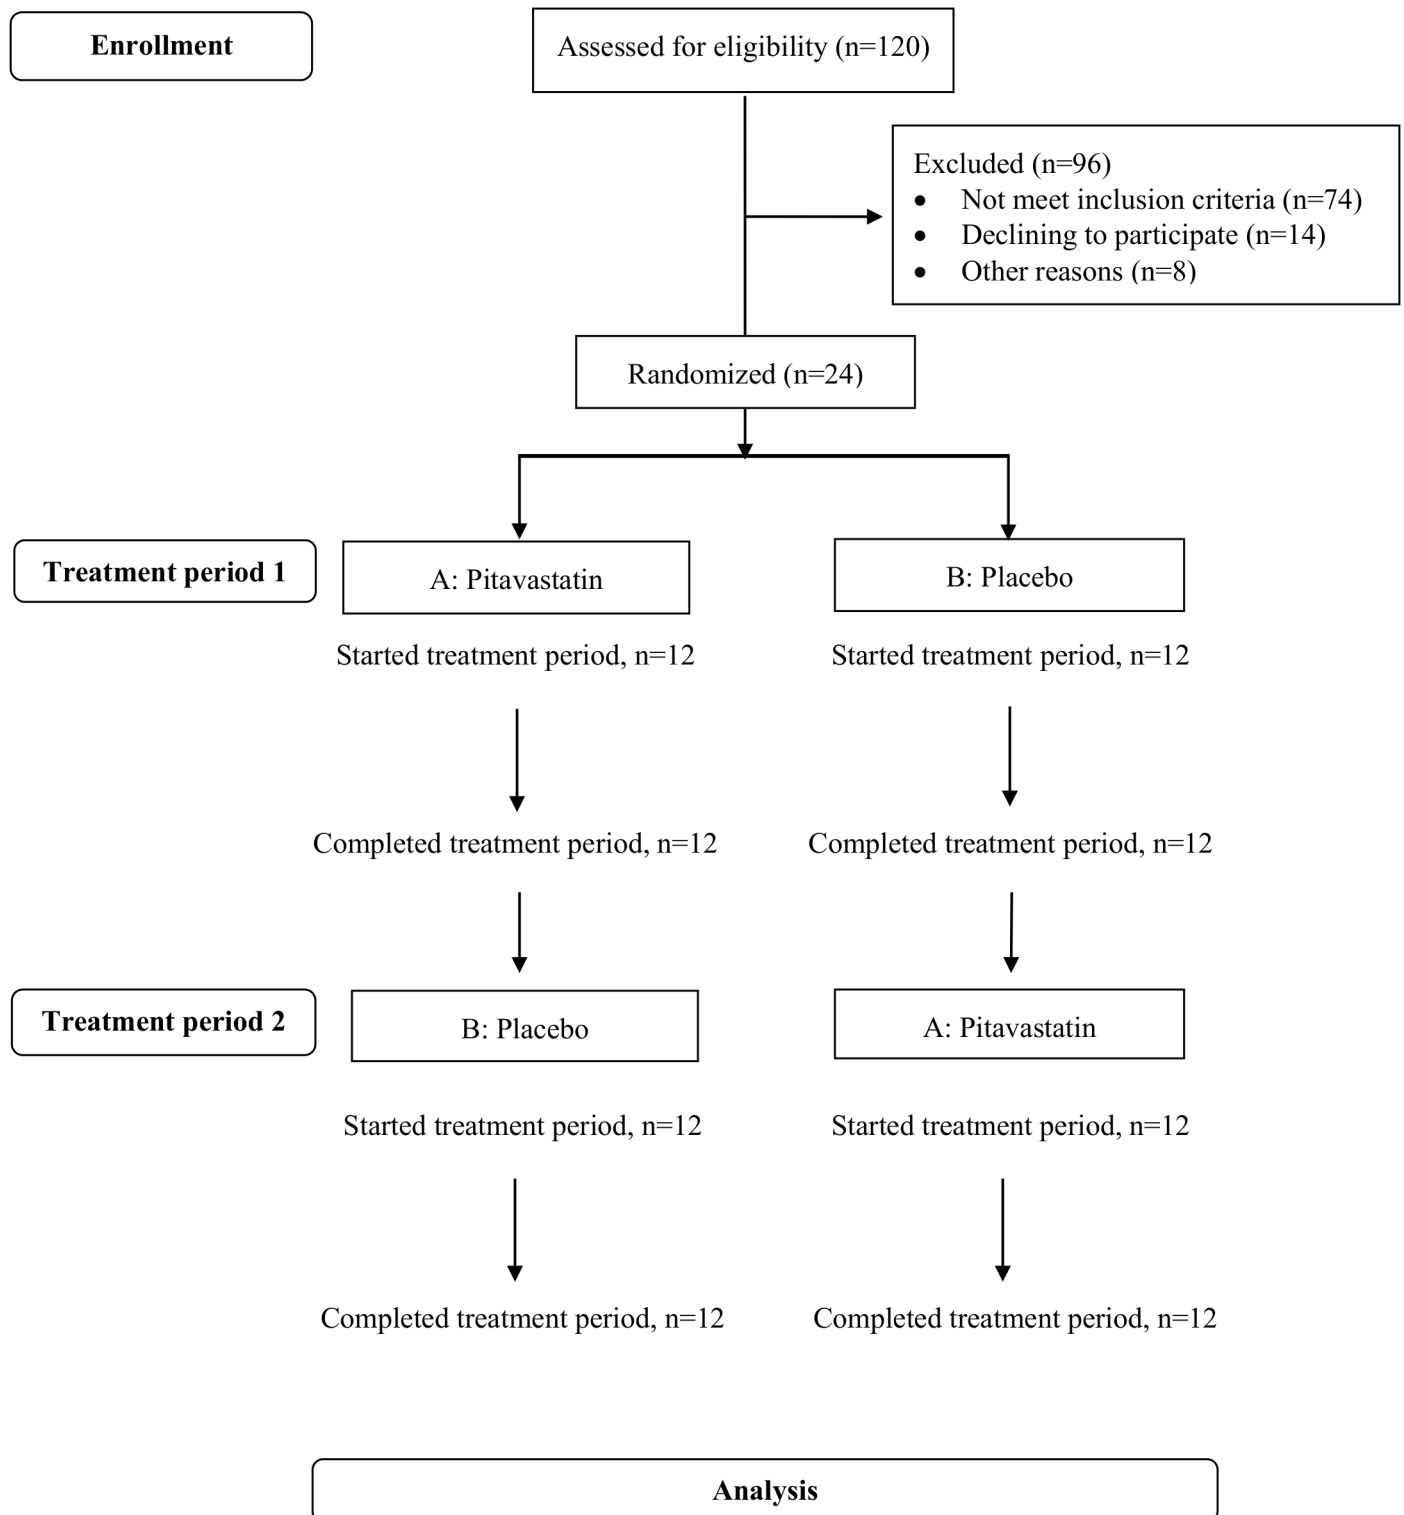 Enrollment
Assessed for eligibility (n=120)
Excluded (n=96)
• Not meet inclusion criteria (n=74)
• Declining to participate (n=14)
• Other reasons (n=8)
Randomized (n=24)
Treatment period 1
A: Pitavastatin
B: Placebo
Started treatment period, n=12
Started treatment period, n=12
Completed treatment period, n=12
Completed treatment period, n=12
Treatment period 2
B: Placebo
A: Pitavastatin
Started treatment period, n=12
Started treatment period, n=12
Completed treatment period, n=12
Completed treatment period, n=12
Analysis